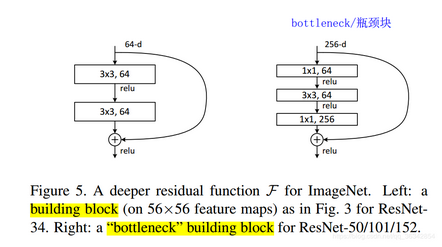 bottleneck/瓶颈块
64-d
256-d
3x3, 64
relu
3x3, 64
relu
1x1, 64
relu
3x3, 64
relu
1x1, 256
relu
Figure 5. A deeper residual function F for ImageNet. Left: a
building block (on 56×56 feature maps) as in Fig. 3 for ResNet-
34. Right: a “bottleneck” building block for ResNet-50/101/152.